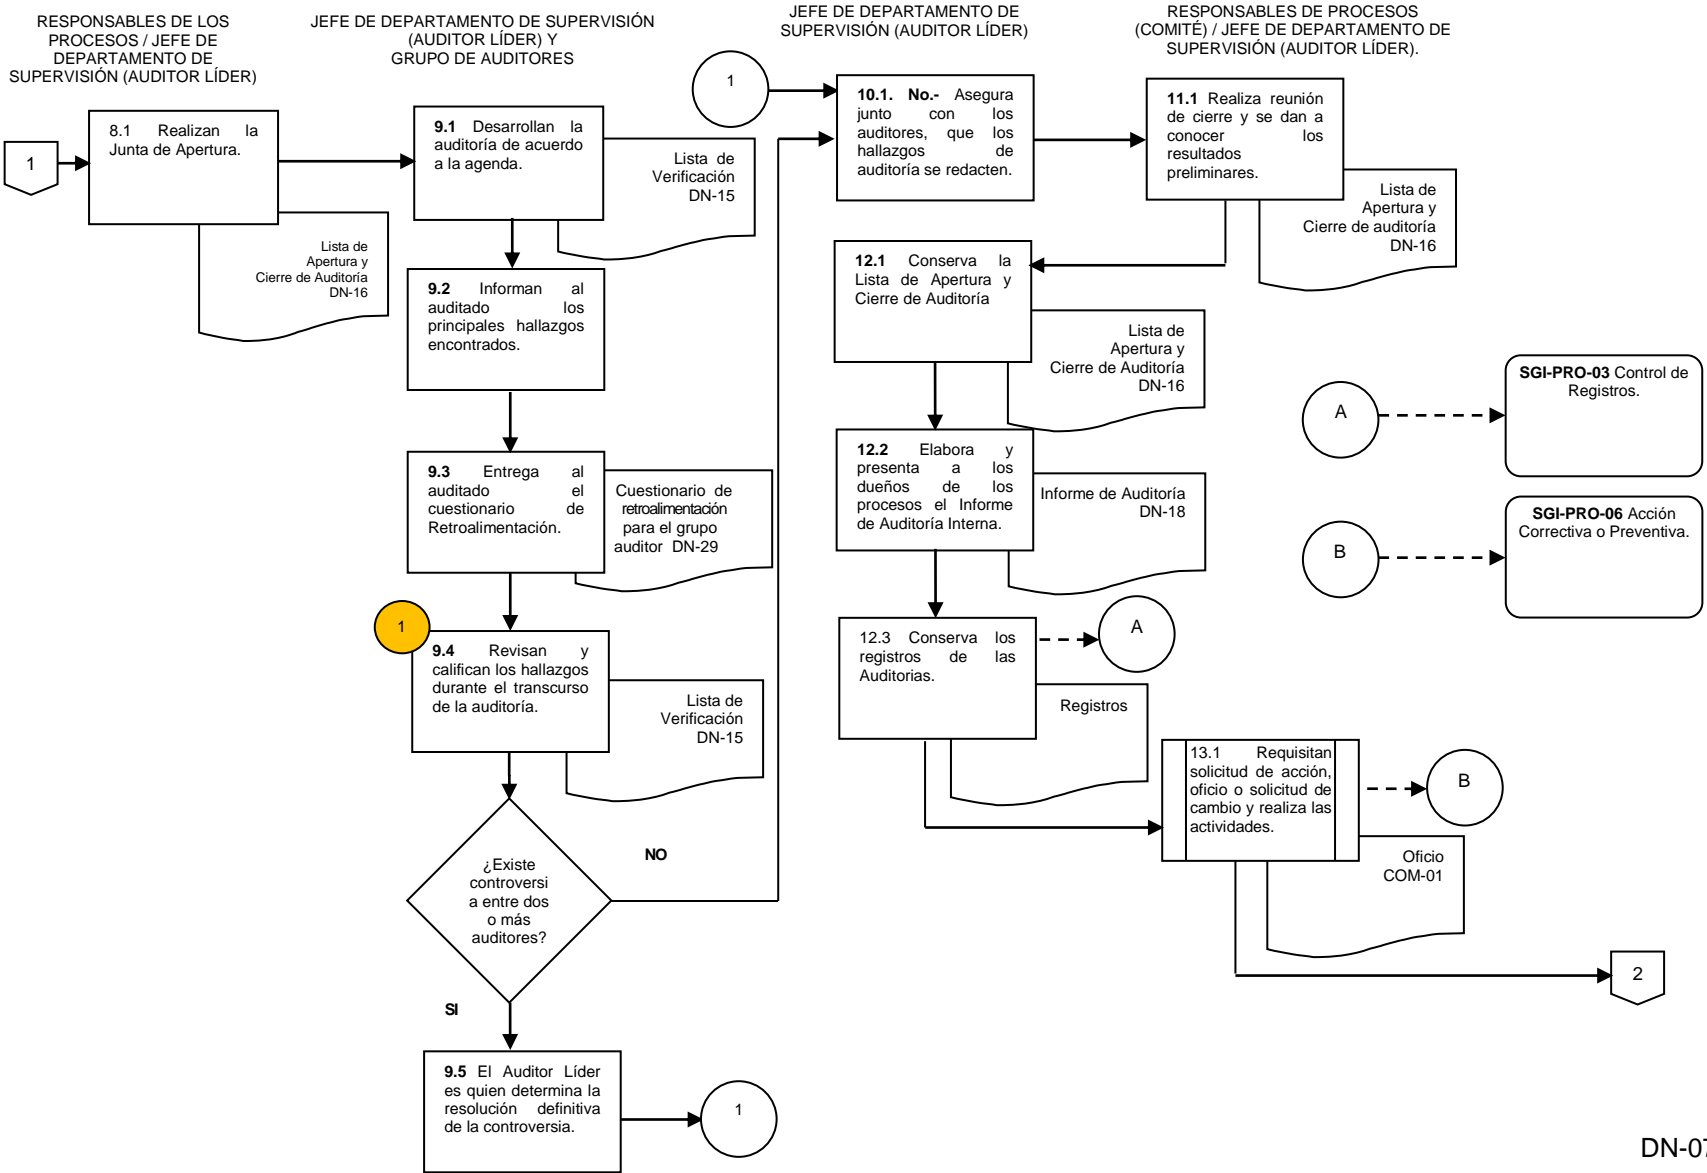 RESPONSABLES DE LOS
PROCESOS / JEFE DE
DEPARTAMENTO DE
SUPERVISIÓN (AUDITOR LÍDER)
JEFE DE DEPARTAMENTO DE SUPERVISIÓN
(AUDITOR LÍDER) Y
GRUPO DE AUDITORES
JEFE DE DEPARTAMENTO DE
SUPERVISIÓN (AUDITOR LÍDER)
RESPONSABLES DE PROCESOS
(COMITÉ) / JEFE DE DEPARTAMENTO DE
SUPERVISIÓN (AUDITOR LÍDER).
1
8.1 Realizan la
Junta de Apertura.
Lista de
Apertura y
Cierre de Auditoría
DN-16
9.1 Desarrollan la
auditoría de acuerdo
a la agenda.
Lista de
Verificación
DN-15
9.2 Informan al
auditado los
principales hallazgos
encontrados.
9.3 Entrega al
auditado el
cuestionario de
Retroalimentación.
Cuestionario de
retroalimentación
para el grupo
auditor DN-29
1
9.4 Revisan y
califican los hallazgos
durante el transcurso
de la auditoría.
Lista de
Verificación
DN-15
¿Existe
controversi
a entre dos
o más
auditores?
NO
SI
9.5 El Auditor Líder
es quien determina la
resolución definitiva
de la controversia.
1
1
10.1. No.- Asegura
junto con los
auditores, que los
hallazgos de
auditoría se redacten.
11.1 Realiza reunión
de cierre y se dan a
conocer los
resultados
preliminares.
Lista de
Apertura y
Cierre de auditoría
DN-16
12.1 Conserva la
Lista de Apertura y
Cierre de Auditoría
Lista de
Apertura y
Cierre de Auditoría
DN-16
12.2 Elabora y
presenta a los
dueños de los
procesos el Informe
de Auditoría Interna.
Informe de Auditoría
DN-18
12.3 Conserva los
registros de las
Auditorias.
A
Registros
13.1 Requisitan
solicitud de acción,
oficio o solicitud de
cambio y realiza las
actividades.
B
Oficio
COM-01
2
A
SGI-PRO-03 Control de
Registros.
B
SGI-PRO-06 Acción
Correctiva o Preventiva.